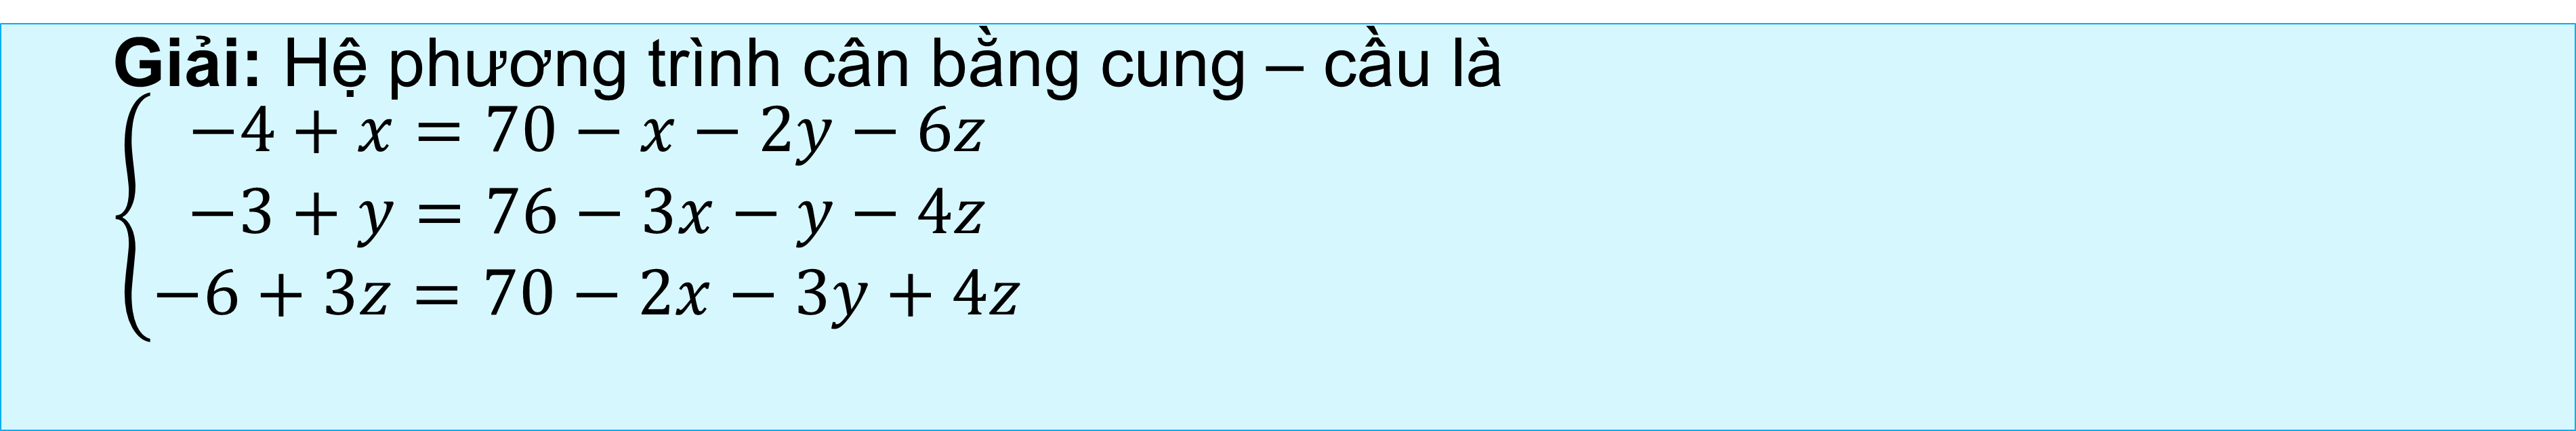 Giải: Hệ phương trình cân bằng cung – cầu là
−4 + x = 70 − x − 2y − 6z
−3 + y = 76 − 3x − y − 4z
−6 + 3z = 70 − 2x − 3y + 4z